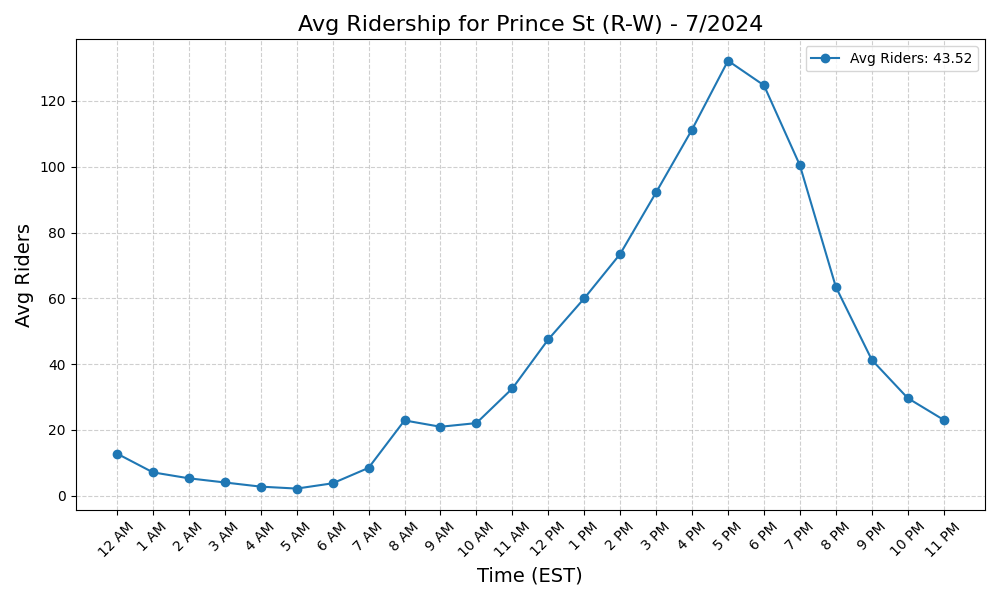 Avg Ridership for Prince St (R-W) - 7/2024
Avg Riders: 43.52
Avg Riders
120
100
80
60
40
20
0
12 AM
1 AM
2 AM
3 AM
4 AM
5 AM
6 AM
7 AM
8 AM
9 AM
10 AM
11 AM
12 PM
1 PM
2 PM
3 PM
4 PM
5 PM
6 PM
7 PM
8 PM
9 PM
10 PM
11 PM
Time (EST)